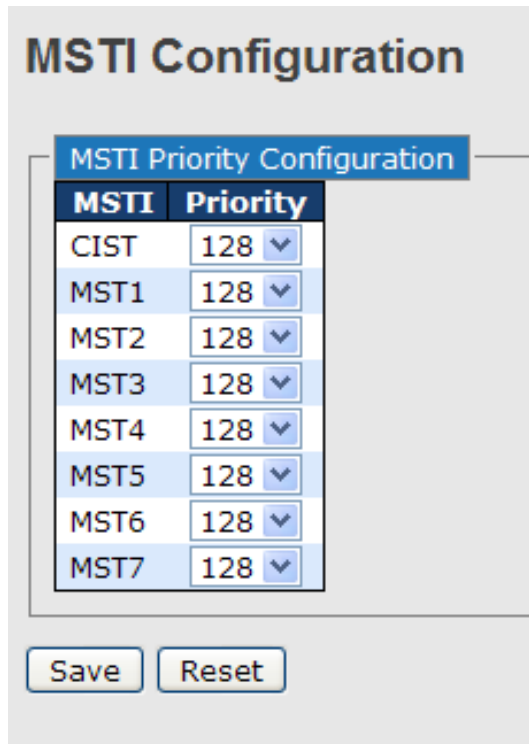 MSTI Configuration
MSTI Priority Configuration
MSTI Priority
CIST 128
MST1 128
MST2 128
MST3 128
MST4 128
MST5 128
MST6 128
MST7 128
Save Reset